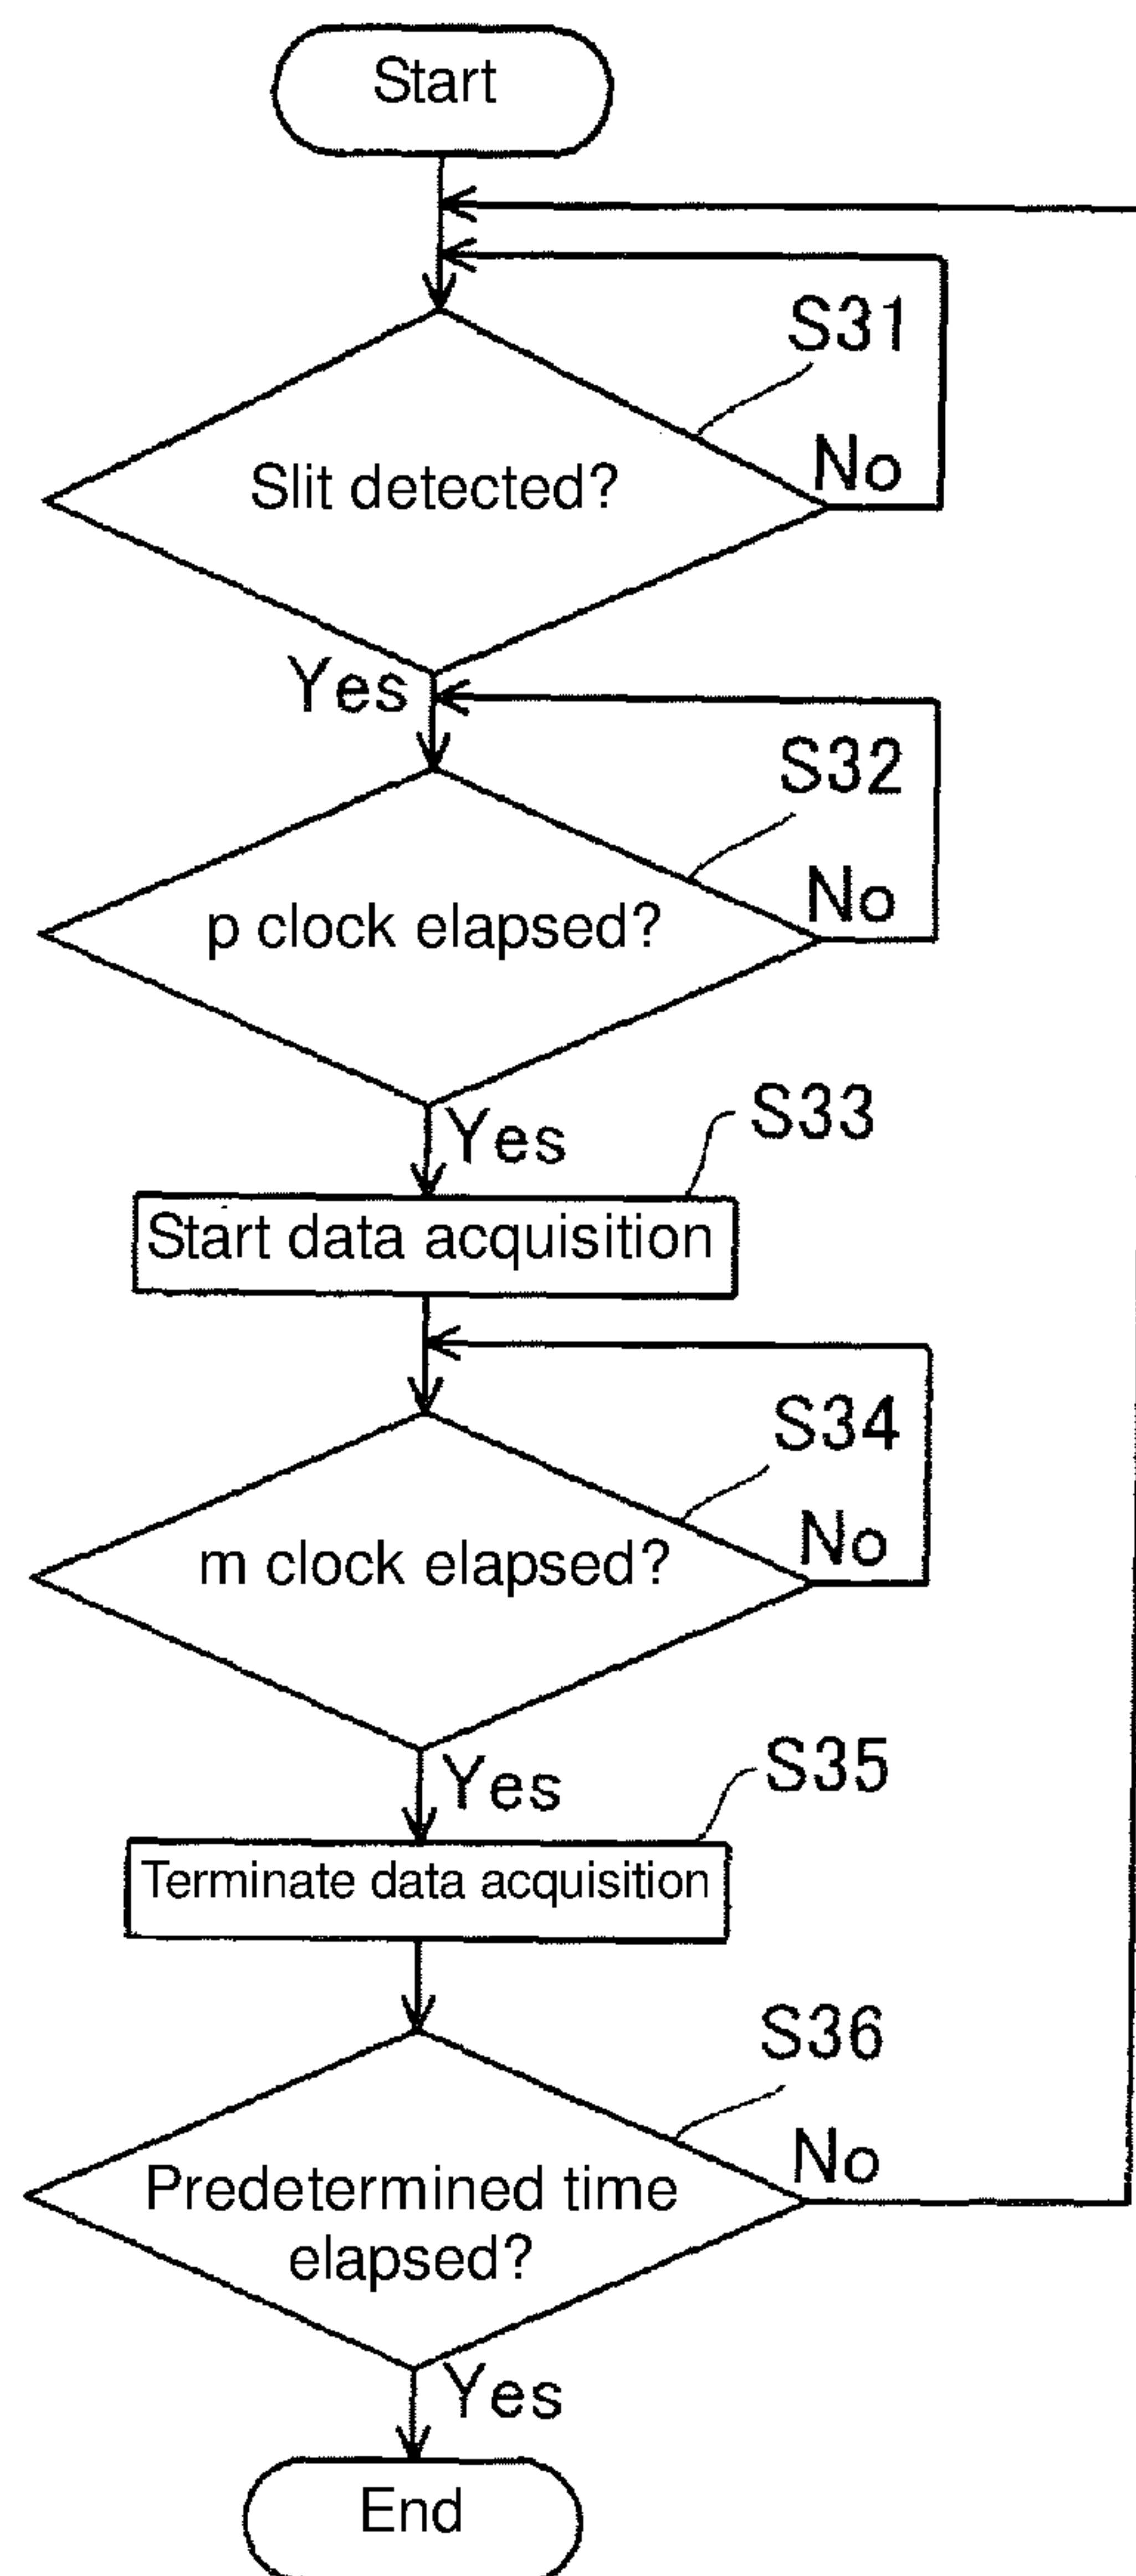 Start
S31
Slit detected?
No
Yes
S32
p clock elapsed?
No
Yes
S33
Start data acquisition
S34
m clock elapsed?
No
Yes
S35
Terminate data acquisition
S36
Predetermined time
elapsed?
No
Yes
End